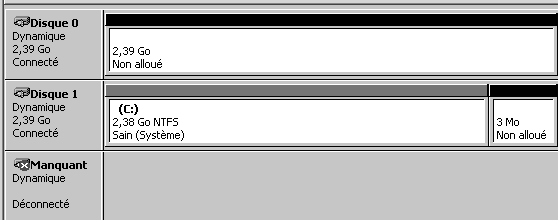 Disque 0
Dynamique
2,39 Go
Connecté
2,39 Go
Non alloué
Disque 1
Dynamique
2,39 Go
Connecté
(C:)
2,38 Go NTFS
Sain (Système)
3 Mo
Non alloué
Manquant
Dynamique
Déconnecté